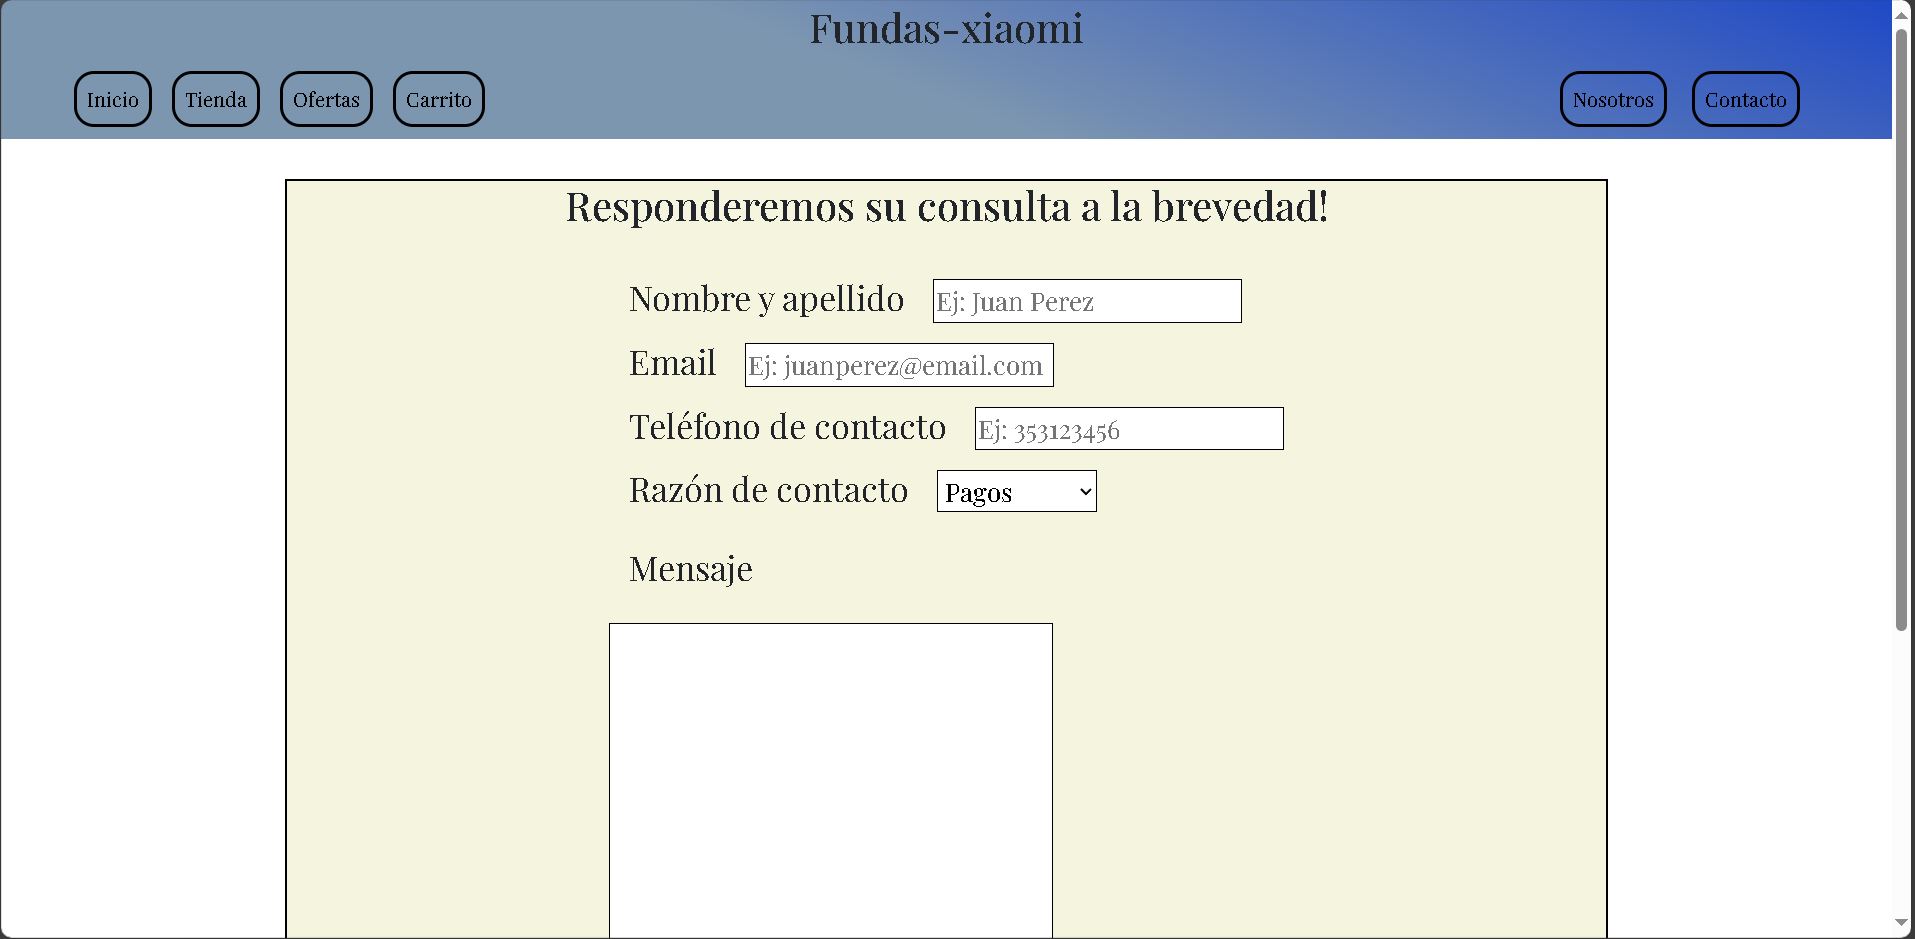 Fundas-xiaomi
Inicio Tienda Ofertas Carrito Nosotros Contacto
Responderemos su consulta a la brevedad!
Nombre y apellido Ej: Juan Perez
Email Ej: juanperez@email.com
Teléfono de contacto Ej: 353123456
Razón de contacto Pagos
Mensaje